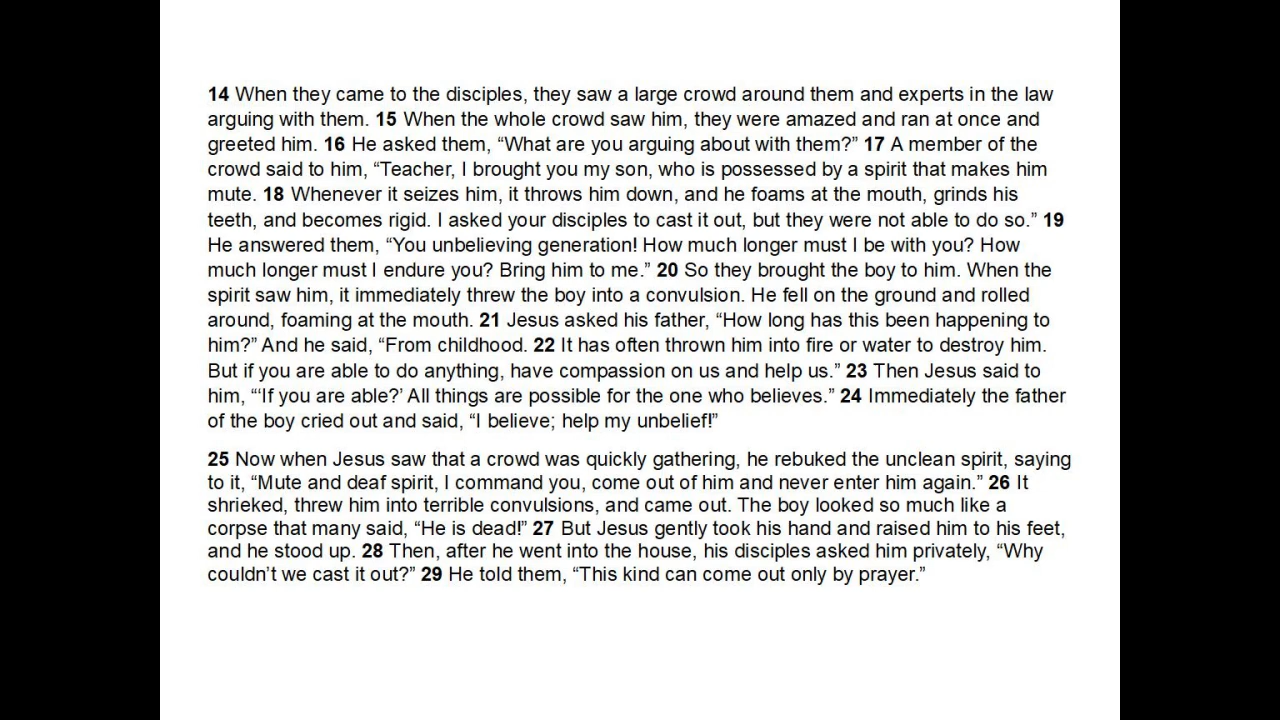 14 When they came to the disciples, they saw a large crowd around them and experts in the law
arguing with them. 15 When the whole crowd saw him, they were amazed and ran at once and
greeted him. 16 He asked them, “What are you arguing about with them?” 17 A member of the
crowd said to him, “Teacher, I brought you my son, who is possessed by a spirit that makes him
mute. 18 Whenever it seizes him, it throws him down, and he foams at the mouth, grinds his
teeth, and becomes rigid. I asked your disciples to cast it out, but they were not able to do so.” 19
He answered them, “You unbelieving generation! How much longer must I be with you? How
much longer must I endure you? Bring him to me.” 20 So they brought the boy to him. When the
spirit saw him, it immediately threw the boy into a convulsion. He fell on the ground and rolled
around, foaming at the mouth. 21 Jesus asked his father, “How long has this been happening to
him?” And he said, “From childhood. 22 It has often thrown him into fire or water to destroy him.
But if you are able to do anything, have compassion on us and help us.” 23 Then Jesus said to
him, “‘If you are able?’ All things are possible for the one who believes.” 24 Immediately the father
of the boy cried out and said, “I believe; help my unbelief!”
25 Now when Jesus saw that a crowd was quickly gathering, he rebuked the unclean spirit, saying
to it, “Mute and deaf spirit, I command you, come out of him and never enter him again.” 26 It
shrieked, threw him into terrible convulsions, and came out. The boy looked so much like a
corpse that many said, “He is dead!” 27 But Jesus gently took his hand and raised him to his feet,
and he stood up. 28 Then, after he went into the house, his disciples asked him privately, “Why
couldn’t we cast it out?” 29 He told them, “This kind can come out only by prayer.”